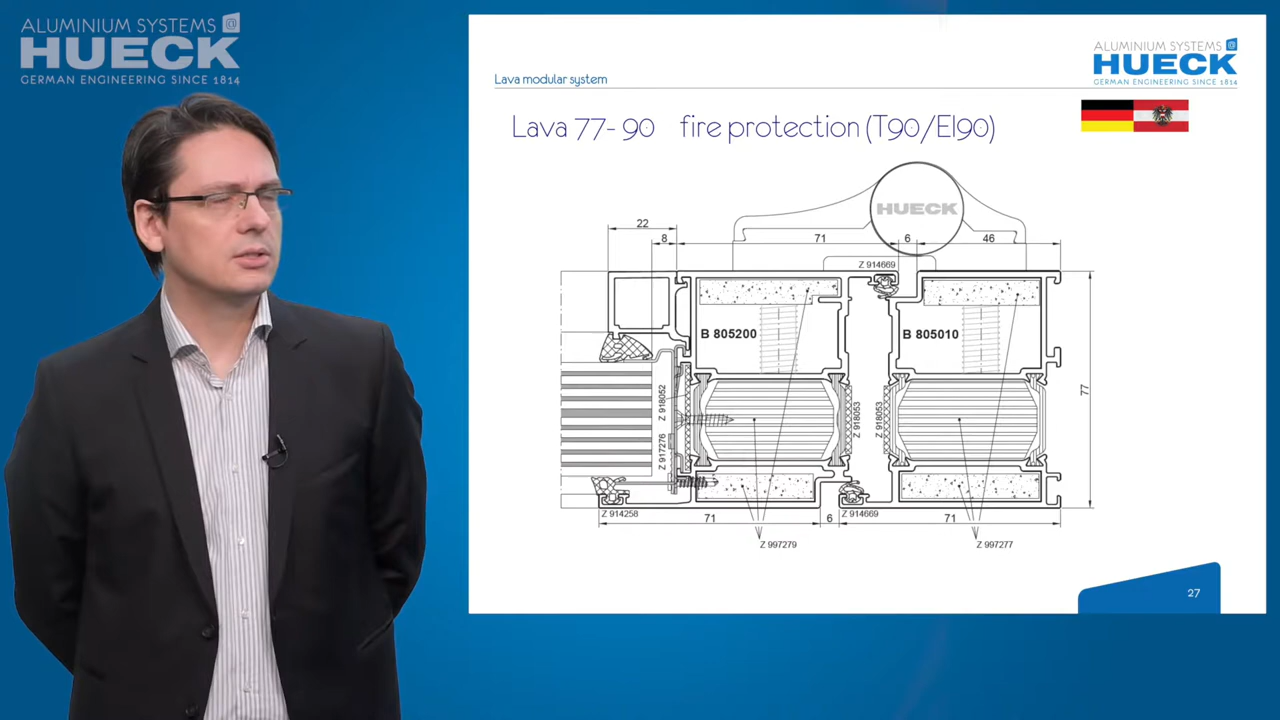 ALUMINIUM SYSTEMS @
HUECK
GERMAN ENGINEERING SINCE 1814
Lava modular system
ALUMINIUM SYSTEMS @
HUECK
GERMAN ENGINEERING SINCE 1814
Lava 77- 90 fire protection (T90/EI90)
HUECK
22
8
71
6
46
Z 914669
B 805200
B 805010
77
Z 918052
Z 917276
Z 918053
Z 918053
Z 914258
Z 914669
71
6
71
Z 997279
Z 997277
27